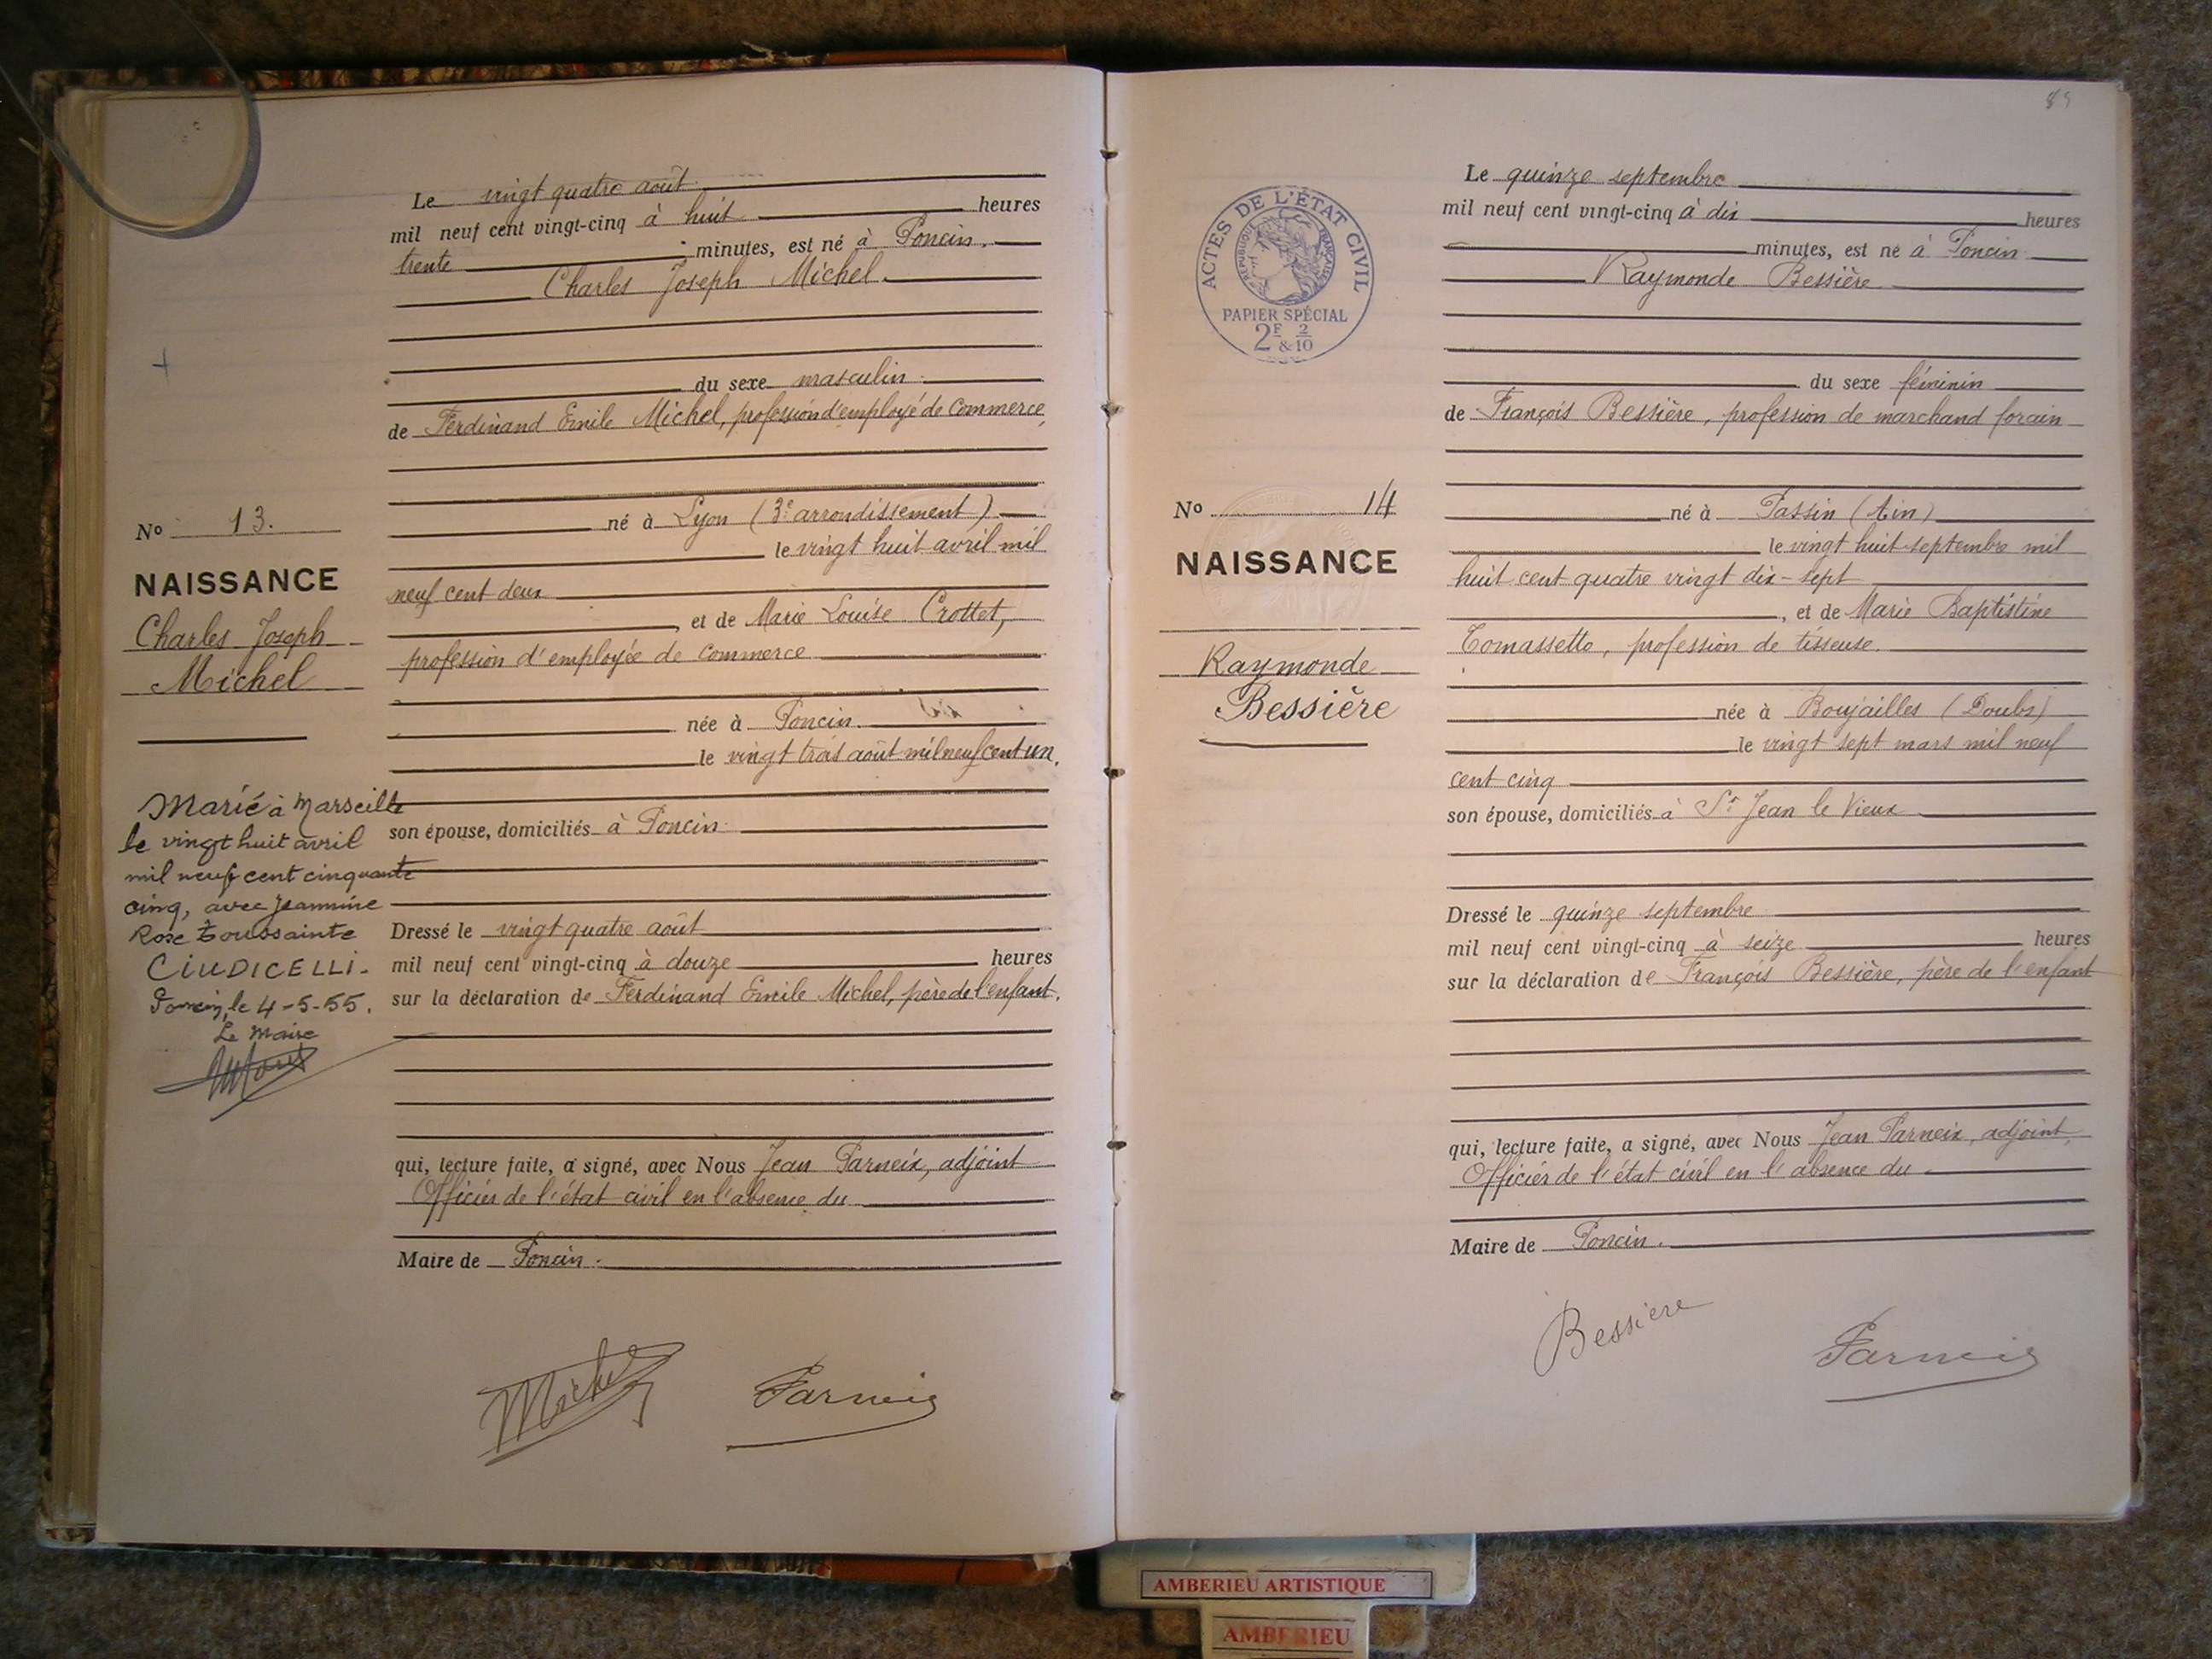 Le vingt quatre août
mil neuf cent vingt-cinq à huit heures
trente minutes, est né à Poncin.
Charles Joseph Michel.
du sexe masculin.
de Ferdinand Emile Michel, profession d'employé de commerce,
né à Lyon (3e arrondissement)
le vingt huit avril mil
neuf cent deux
, et de Marie Louise Crottet,
profession d'employée de commerce
née à Poncin.
le vingt trois août mil neuf cent un,
son épouse, domiciliés à Poncin
Dressé le vingt quatre août
mil neuf cent vingt-cinq à douze heures
sur la déclaration de Ferdinand Emile Michel, père de l'enfant,
qui, lecture faite, a signé, avec Nous Jean Parneix, adjoint
Officier de l'état civil en l'absence du
Maire de Poncin.
Michel
Parneix
No 13.
NAISSANCE
Charles Joseph
Michel
Marié à Marseille
le vingt huit avril
mil neuf cent cinquante
cinq, avec Jeannine
Rose Toussainte
CIUDICELLI.
Poncin, le 4-5-55.
Le Maire
89
ACTES DE L'ÉTAT CIVIL
RÉPUBLIQUE FRANÇAISE
PAPIER SPÉCIAL
2F & 2/10
No 14
NAISSANCE
Raymonde
Bessière
Le quinze septembre
mil neuf cent vingt-cinq à dix heures
minutes, est né à Poncin
Raymonde Bessière
du sexe féminin
de François Bessière, profession de marchand forain
né à Passin (Ain)
le vingt huit septembre mil
huit cent quatre vingt dix-sept
, et de Marie Baptistine
Tomassetto, profession de tisseuse.
née à Boujailles (Doubs)
le vingt sept mars mil neuf
cent cinq
son épouse, domiciliés à St Jean le Vieux
Dressé le quinze septembre
mil neuf cent vingt-cinq à seize heures
sur la déclaration de François Bessière, père de l'enfant
qui, lecture faite, a signé, avec Nous Jean Parneix, adjoint,
Officier de l'état civil en l'absence du
Maire de Poncin.
Bessiere
Parneix
AMBERIEU ARTISTIQUE
AMBERIEU